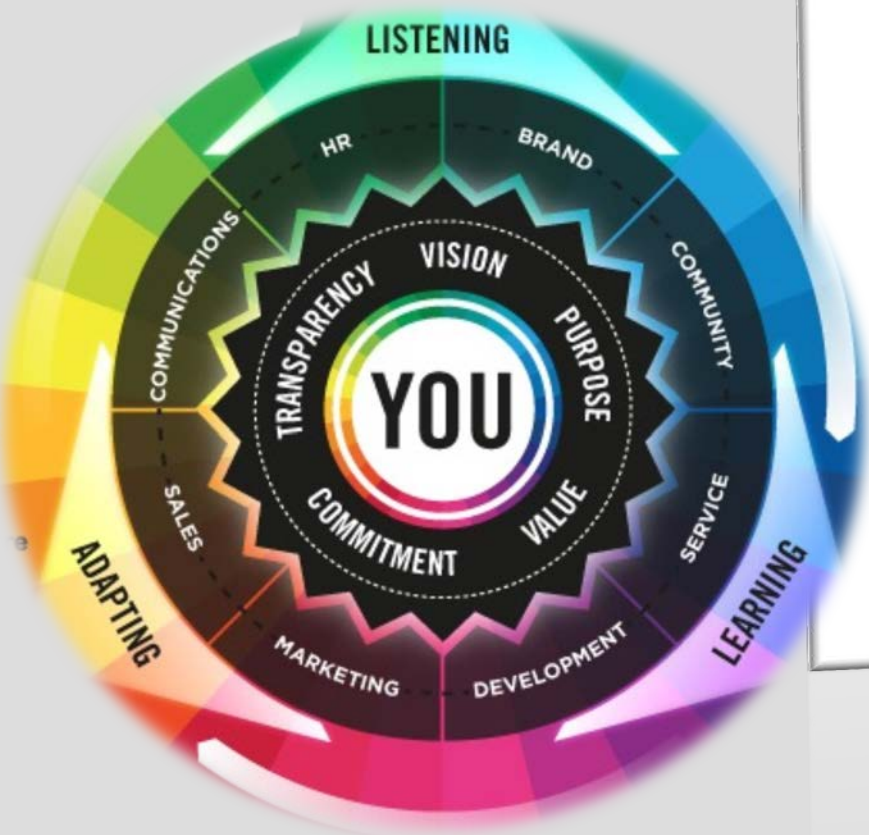 LISTENING
HR
BRAND
COMMUNICATIONS
COMMUNITY
VISION
TRANSPARENCY
PURPOSE
YOU
COMMITMENT
VALUE
SALES
SERVICE
ADAPTING
LEARNING
MARKETING
DEVELOPMENT